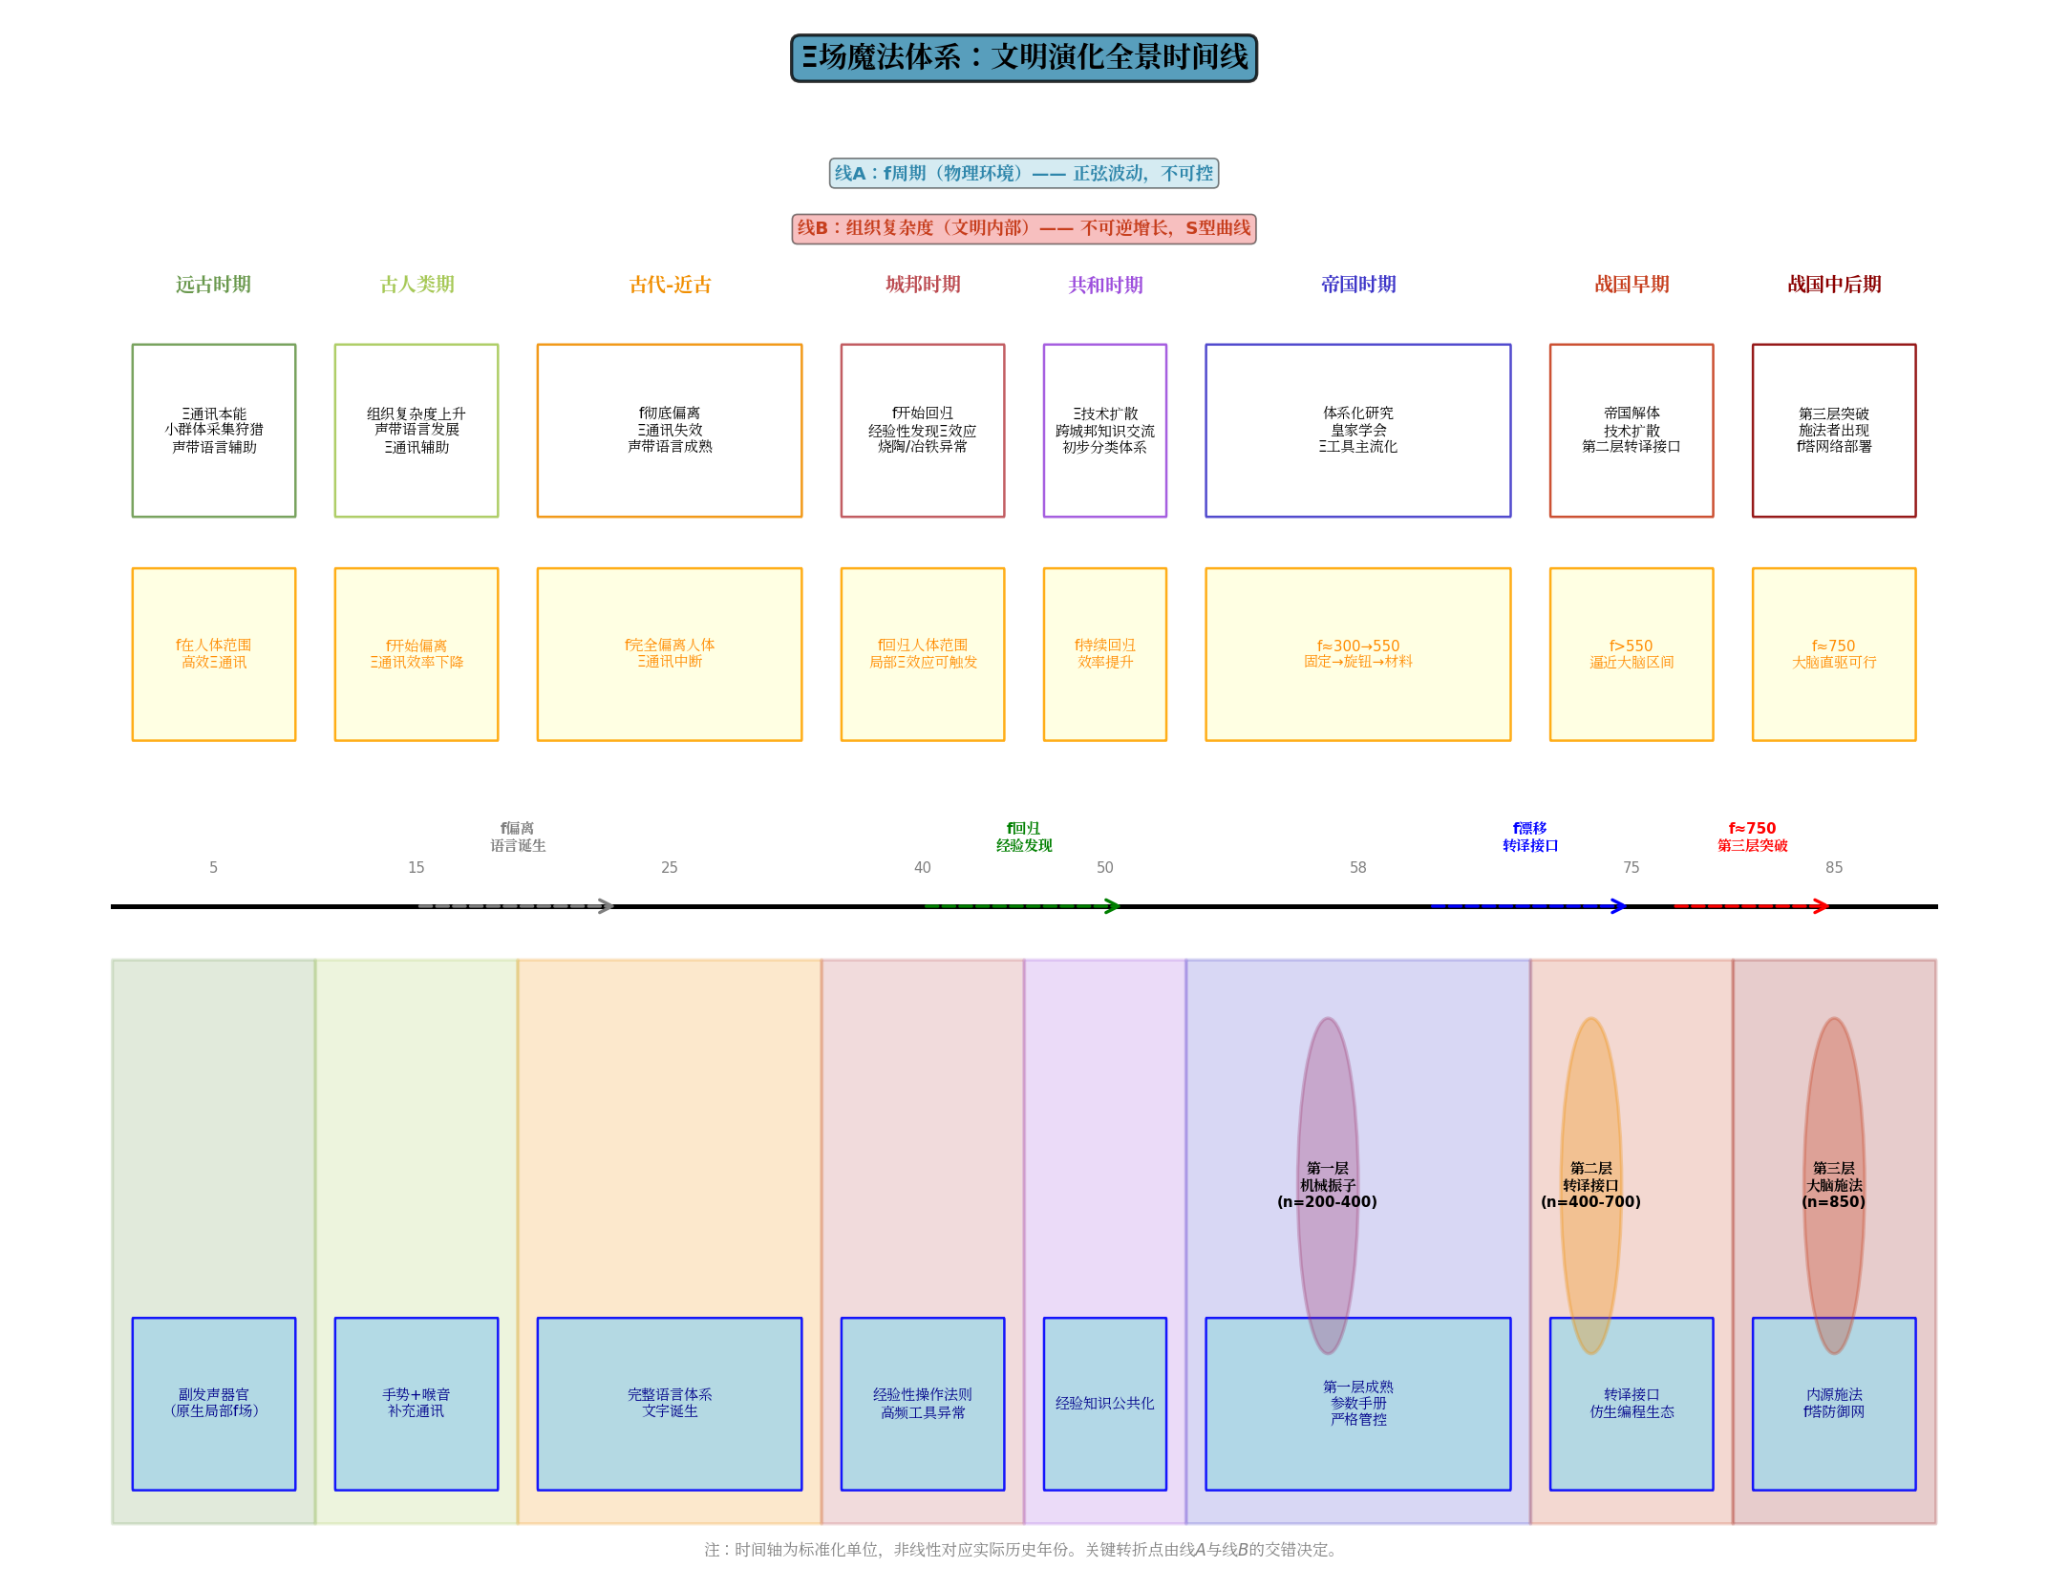 Ξ场魔法体系：文明演化全景时间线
线A：f周期（物理环境）—— 正弦波动，不可控
线B：组织复杂度（文明内部）—— 不可逆增长，S型曲线
远古时期
古人类期
古代-近古
城邦时期
共和时期
帝国时期
战国早期
战国中后期
Ξ通讯本能
小群体采集狩猎
声带语言辅助
组织复杂度上升
声带语言发展
Ξ通讯辅助
f彻底偏离
Ξ通讯失效
声带语言成熟
f开始回归
经验性发现Ξ效应
烧陶/冶铁异常
Ξ技术扩散
跨城邦知识交流
初步分类体系
体系化研究
皇家学会
Ξ工具主流化
帝国解体
技术扩散
第二层转译接口
第三层突破
施法者出现
f塔网络部署
f在人体范围
高效Ξ通讯
f开始偏离
Ξ通讯效率下降
f完全偏离人体
Ξ通讯中断
f回归人体范围
局部Ξ效应可触发
f持续回归
效率提升
f≈300→550
固定→旋钮→材料
f>550
逼近大脑区间
f≈750
大脑直驱可行
f偏离
语言诞生
f回归
经验发现
f漂移
转译接口
f≈750
第三层突破
5
15
25
40
50
58
75
85
第一层
机械振子
(n=200-400)
第二层
转译接口
(n=400-700)
第三层
大脑施法
(n=850)
副发声器官
（原生局部f场）
手势+喉音
补充通讯
完整语言体系
文字诞生
经验性操作法则
高频工具异常
经验知识公共化
第一层成熟
参数手册
严格管控
转译接口
仿生编程生态
内源施法
f塔防御网
注：时间轴为标准化单位，非线性对应实际历史年份。关键转折点由线A与线B的交错决定。